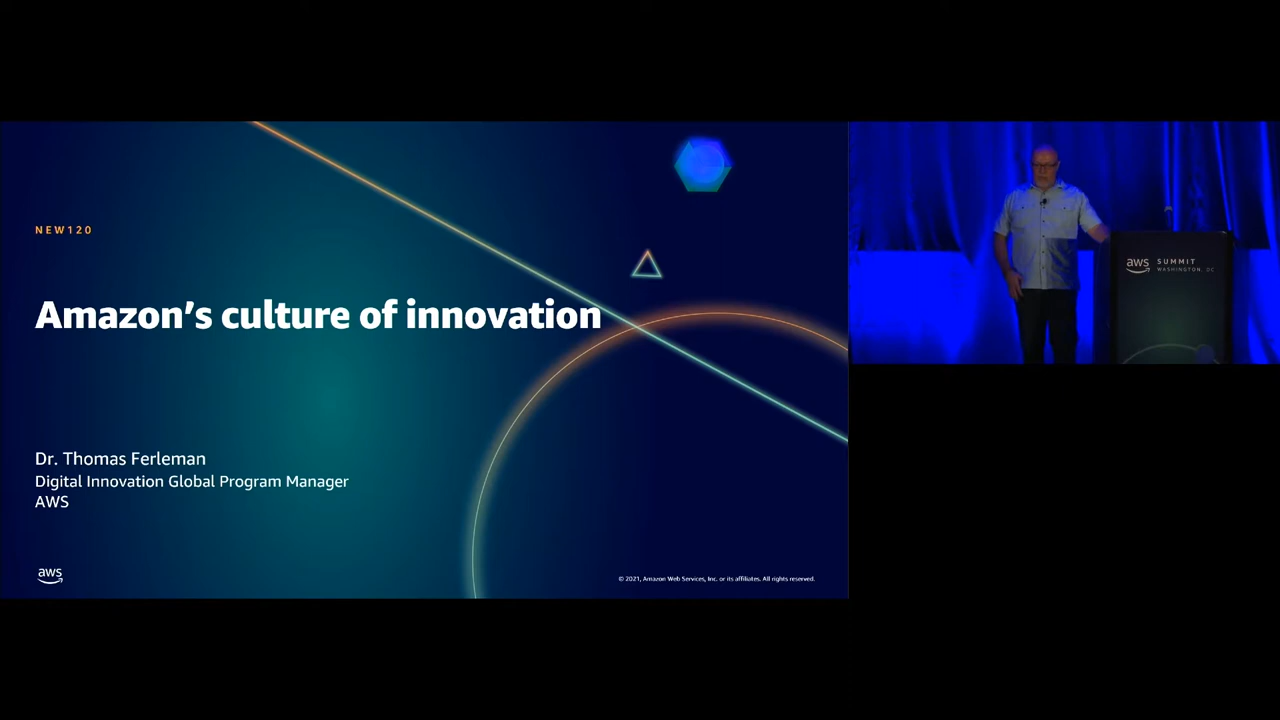 NEW120
Amazon's culture of innovation
Dr. Thomas Ferleman
Digital Innovation Global Program Manager
AWS
aws
© 2021, Amazon Web Services, Inc. or its affiliates. All rights reserved.
aws SUMMIT
WASHINGTON, DC